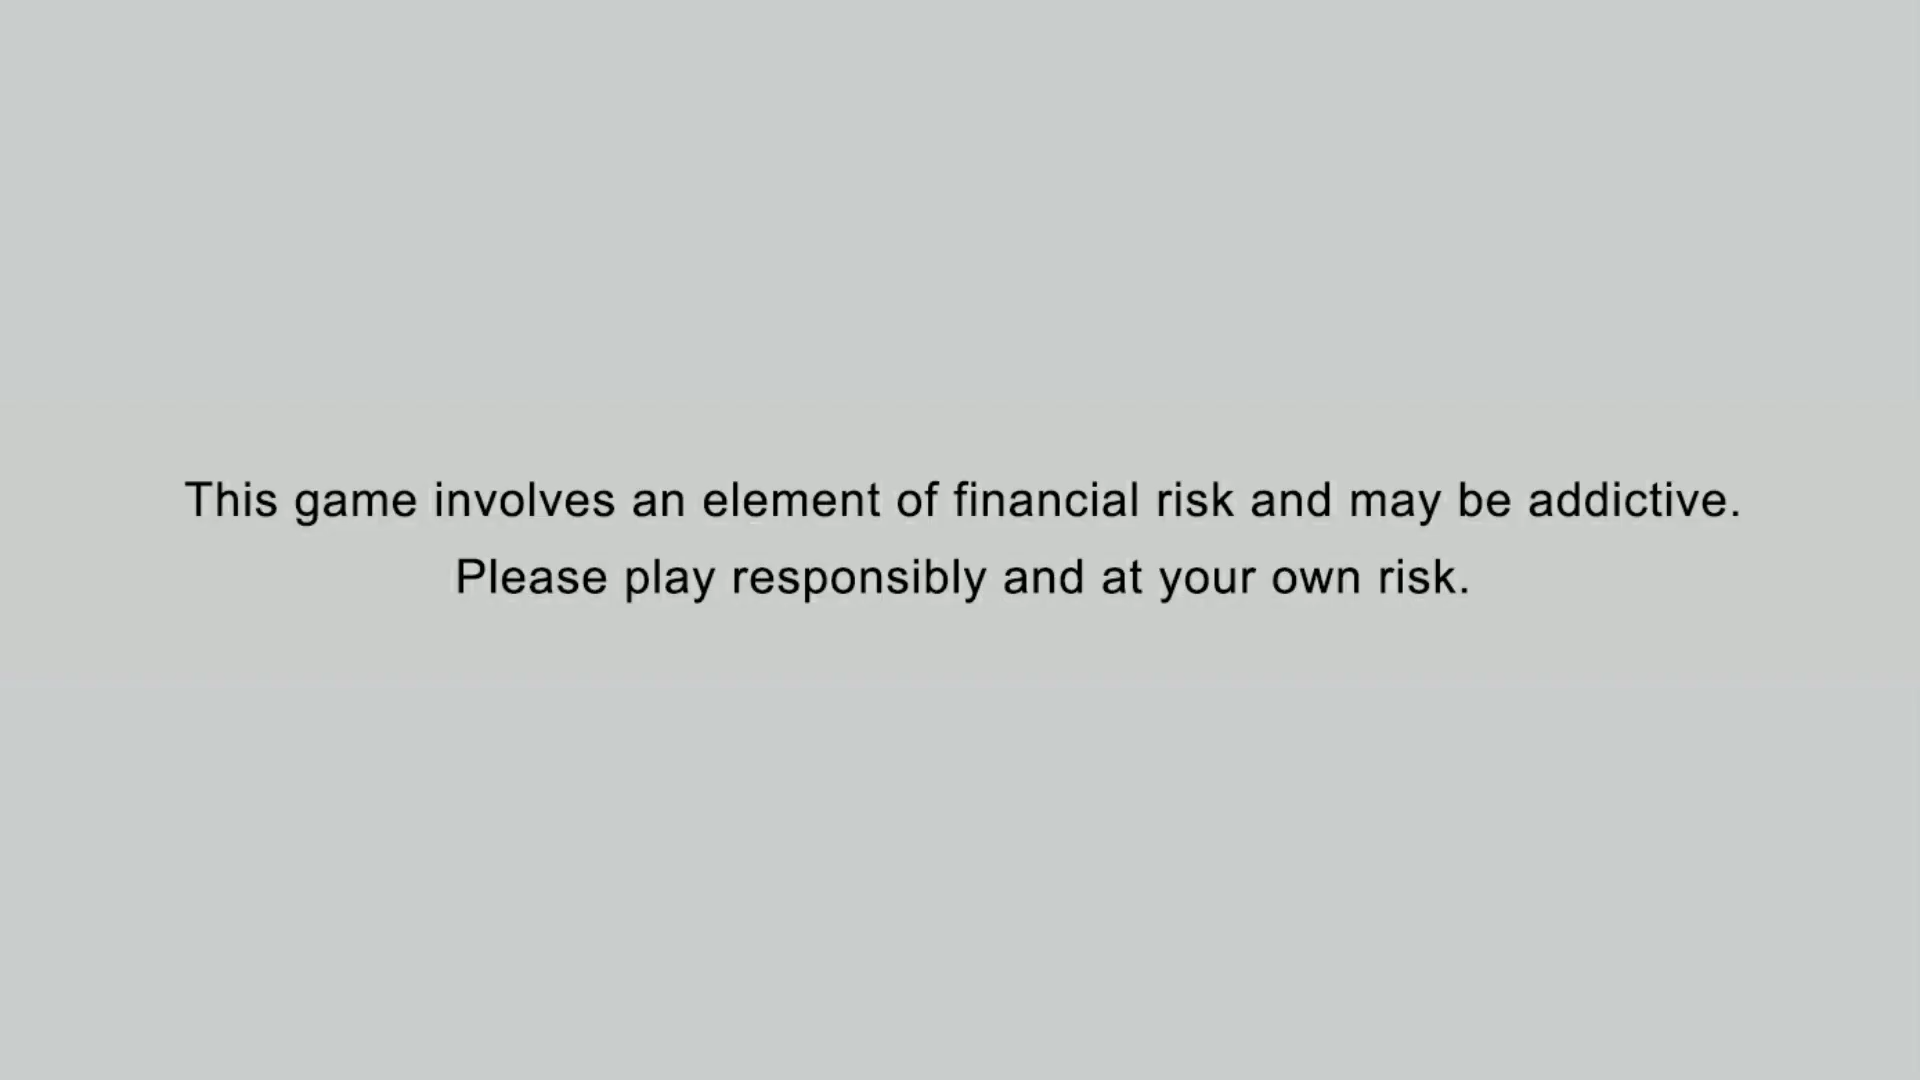 This game involves an element of financial risk and may be addictive.
Please play responsibly and at your own risk.